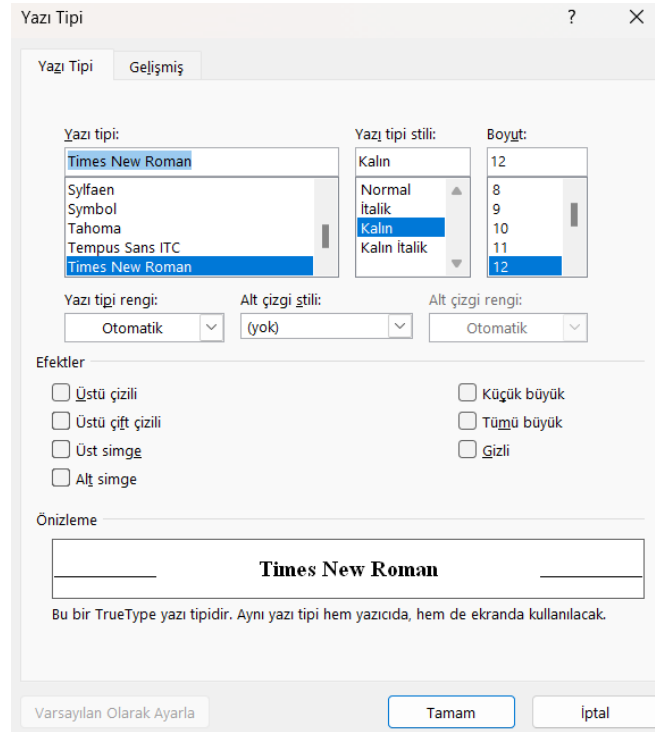 Yazı Tipi ? ×
Yazı Tipi Gelişmiş
Yazı tipi: Yazı tipi stili: Boyut:
Times New Roman Kalın 12
Sylfaen Normal 8
Symbol İtalik 9
Tahoma Kalın 10
Tempus Sans ITC Kalın İtalik 11
Times New Roman 12
Yazı tipi rengi: Alt çizgi stili: Alt çizgi rengi:
Otomatik (yok) Otomatik
Efektler
Üstü çizili Küçük büyük
Üstü çift çizili Tümü büyük
Üst simge Gizli
Alt simge
Önizleme
Times New Roman
Bu bir TrueType yazı tipidir. Aynı yazı tipi hem yazıcıda, hem de ekranda kullanılacak.
Varsayılan Olarak Ayarla Tamam İptal